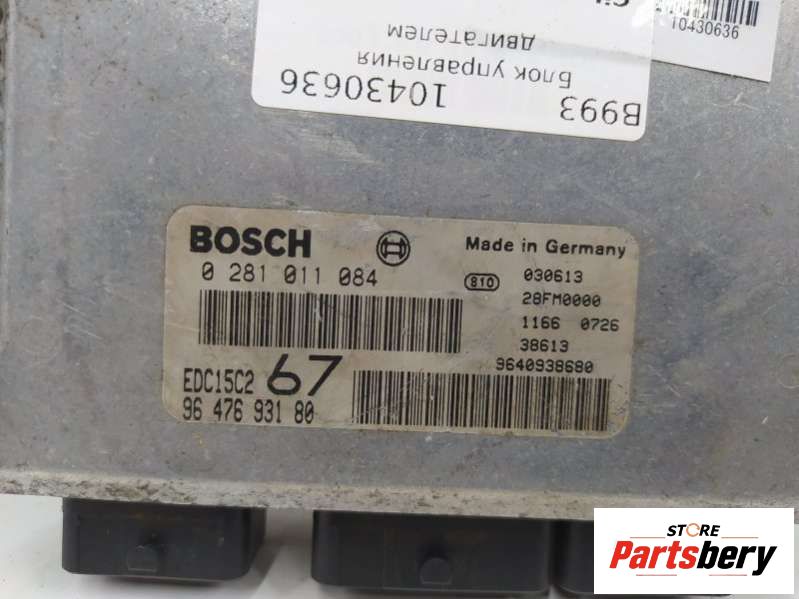 B993
10430636
Блок управления
двигателем
10430636
BOSCH
Made in Germany
0 281 011 084
810
030613
28FM0000
1166 0726
38613
9640938680
EDC15C2 67
96 476 931 80
STORE
Partsbery